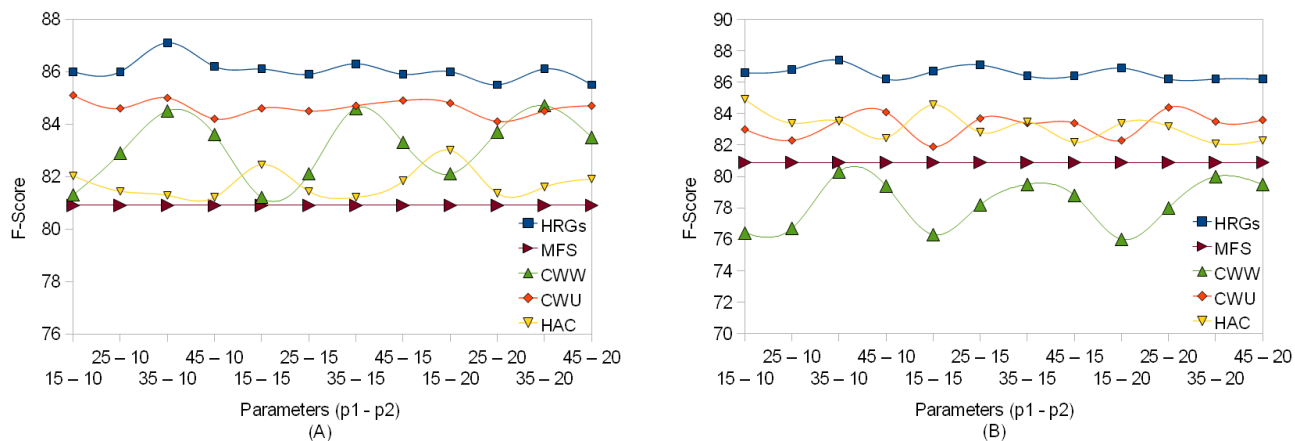 88
86
84
82
80
78
76
F-Score
HRGs
MFS
CWW
CWU
HAC
25 – 10 45 – 10 25 – 15 45 – 15 25 – 20 45 – 20
15 – 10 35 – 10 15 – 15 35 – 15 15 – 20 35 – 20
Parameters (p1 - p2)
(A)
90
88
86
84
82
80
78
76
74
72
70
F-Score
HRGs
MFS
CWW
CWU
HAC
25 – 10 45 – 10 25 – 15 45 – 15 25 – 20 45 – 20
15 – 10 35 – 10 15 – 15 35 – 15 15 – 20 35 – 20
Parameters (p1 - p2)
(B)